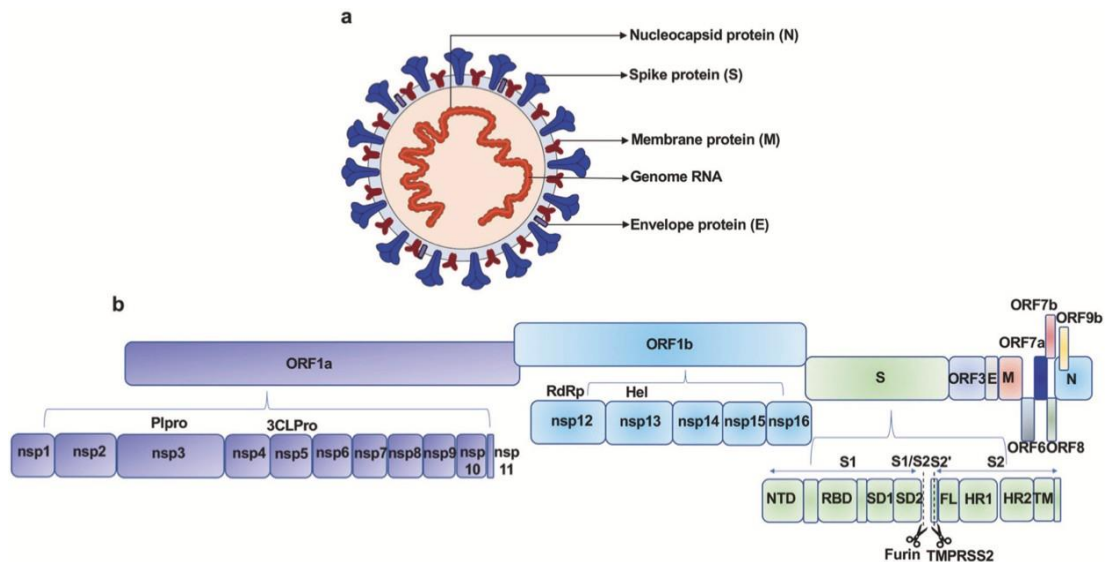 a
Nucleocapsid protein (N)
Spike protein (S)
Membrane protein (M)
Genome RNA
Envelope protein (E)
b
ORF7b
ORF9b
ORF1a
ORF1b
ORF7a
S
ORF3
E
M
N
RdRp
Hel
nsp12
nsp13
nsp14
nsp15
nsp16
Plpro
3CLPro
nsp1
nsp2
nsp3
nsp4
nsp5
nsp6
nsp7
nsp8
nsp9
nsp
10
nsp
11
ORF6
ORF8
S1
S1/S2
S2'
S2
NTD
RBD
SD1
SD2
FL
HR1
HR2
TM
Furin
TMPRSS2